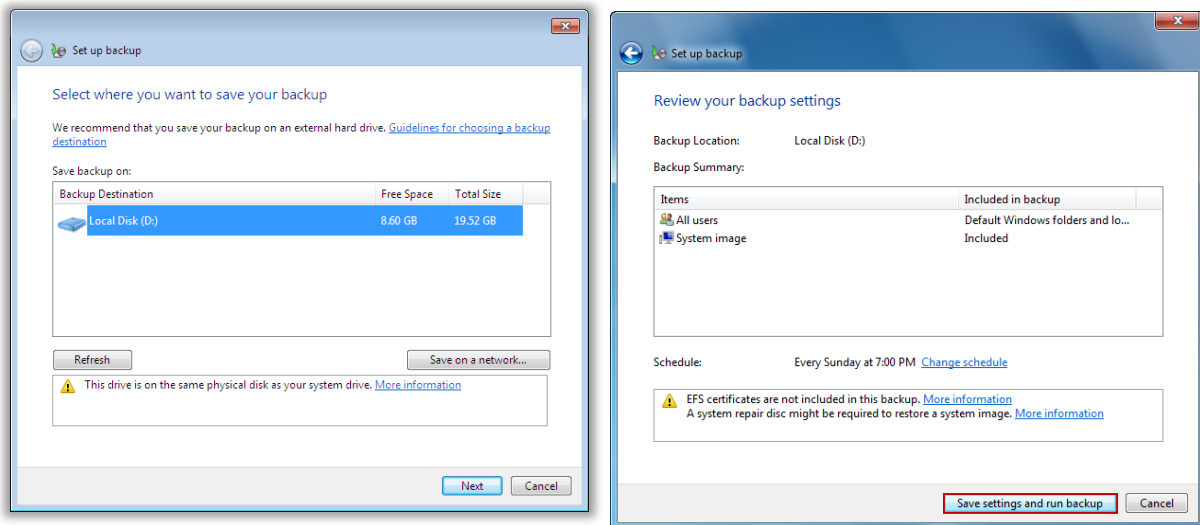 Set up backup
Select where you want to save your backup
We recommend that you save your backup on an external hard drive. Guidelines for choosing a backup
destination
Save backup on:
Backup Destination Free Space Total Size
Local Disk (D:) 8.60 GB 19.52 GB
Refresh Save on a network...
This drive is on the same physical disk as your system drive. More information
Next Cancel
Set up backup
Review your backup settings
Backup Location: Local Disk (D:)
Backup Summary:
Items Included in backup
All users Default Windows folders and lo...
System image Included
Schedule: Every Sunday at 7:00 PM Change schedule
EFS certificates are not included in this backup. More information
A system repair disc might be required to restore a system image. More information
Save settings and run backup Cancel